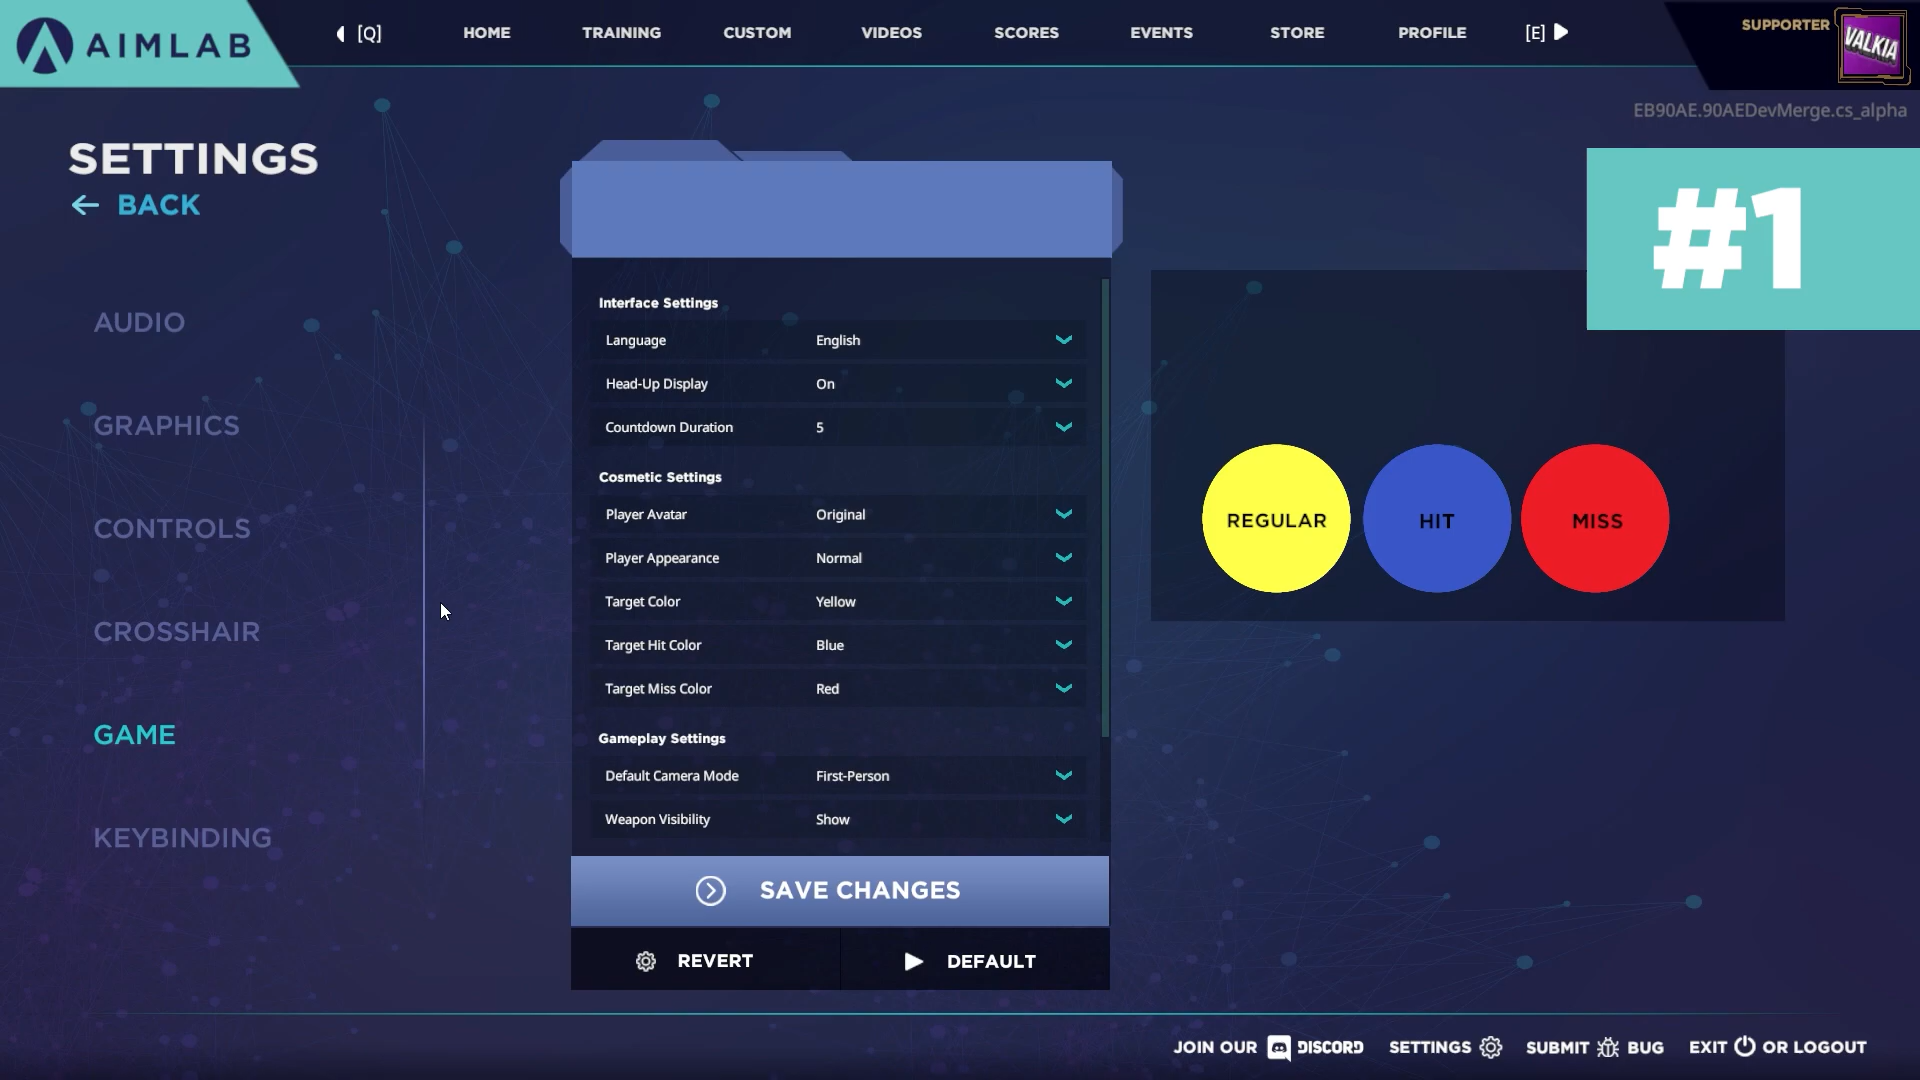 AIMLAB
[Q] HOME TRAINING CUSTOM VIDEOS SCORES EVENTS STORE PROFILE [E]
SUPPORTER
VALKIA
EB90AE.90AEDevMerge.cs_alpha
SETTINGS
BACK
#1
AUDIO
GRAPHICS
CONTROLS
CROSSHAIR
GAME
KEYBINDING
Interface Settings
Language English
Head-Up Display On
Countdown Duration 5
Cosmetic Settings
Player Avatar Original
Player Appearance Normal
Target Color Yellow
Target Hit Color Blue
Target Miss Color Red
Gameplay Settings
Default Camera Mode First-Person
Weapon Visibility Show
SAVE CHANGES
REVERT DEFAULT
REGULAR HIT MISS
JOIN OUR DISCORD SETTINGS SUBMIT BUG EXIT OR LOGOUT